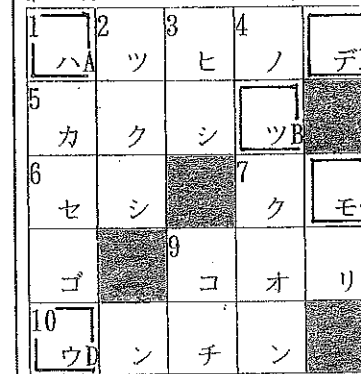 1 ハA 2 ツ 3 ヒ 4 ノ デ
5 カ ク シ ツB
6 セ シ 7 ク モ
ゴ 9 コ オ リ
10 ウD ン チ ン